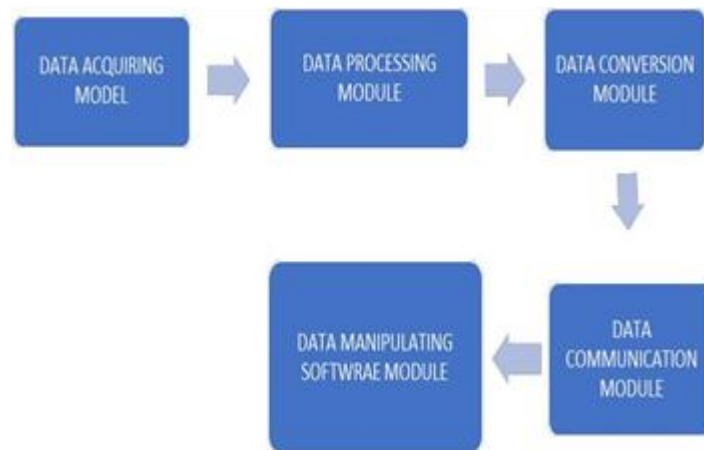 DATA ACQUIRING
MODEL
DATA PROCESSING
MODULE
DATA CONVERSION
MODULE
DATA
COMMUNICATION
MODULE
DATA MANIPULATING
SOFTWRAE MODULE